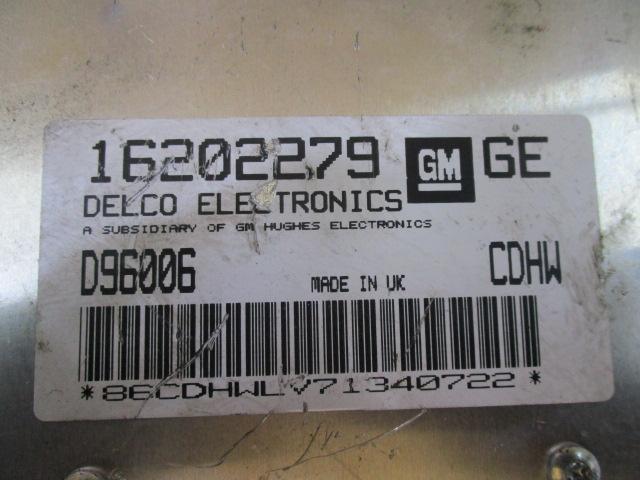 16202279 GM GE
DELCO ELECTRONICS
A SUBSIDIARY OF GM HUGHES ELECTRONICS
D96006 MADE IN UK CDHW
*86CDHWLV71340722*